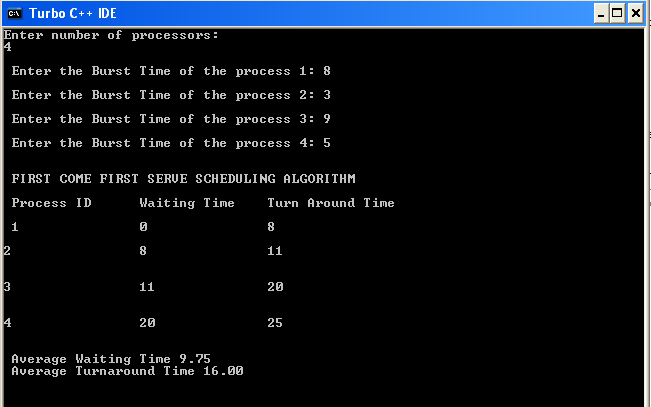 Turbo C++ IDE
Enter number of processors:
4
Enter the Burst Time of the process 1: 8
Enter the Burst Time of the process 2: 3
Enter the Burst Time of the process 3: 9
Enter the Burst Time of the process 4: 5
FIRST COME FIRST SERVE SCHEDULING ALGORITHM
Process ID Waiting Time Turn Around Time
1 0 8
2 8 11
3 11 20
4 20 25
Average Waiting Time 9.75
Average Turnaround Time 16.00